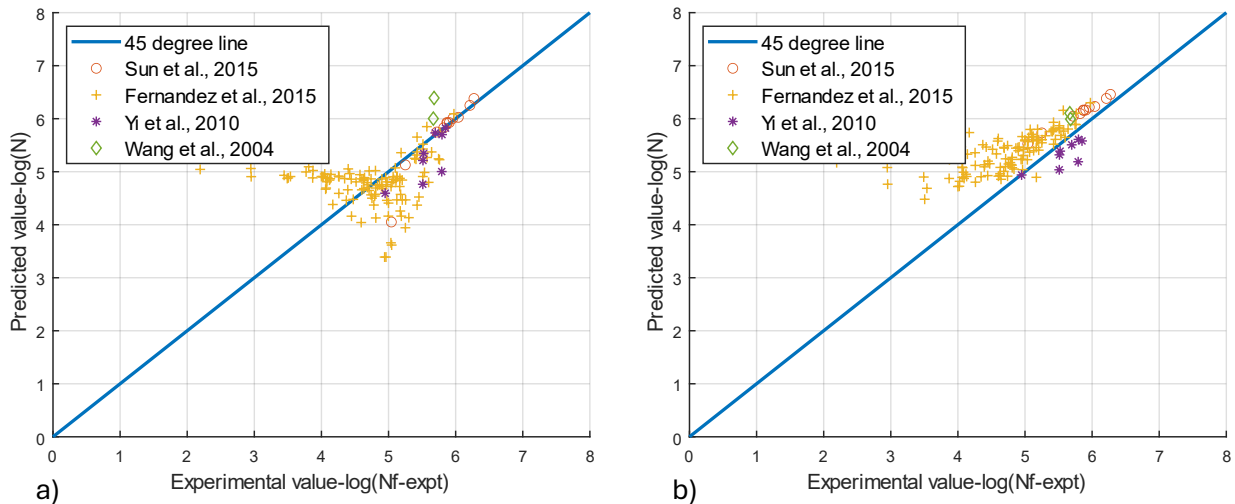 8
7
6
5
4
3
2
1
0
Predicted value-log(N)
45 degree line
Sun et al., 2015
Fernandez et al., 2015
Yi et al., 2010
Wang et al., 2004
0 1 2 3 4 5 6 7 8
Experimental value-log(Nf-expt)
a)
8
7
6
5
4
3
2
1
0
Predicted value-log(N)
45 degree line
Sun et al., 2015
Fernandez et al., 2015
Yi et al., 2010
Wang et al., 2004
0 1 2 3 4 5 6 7 8
Experimental value-log(Nf-expt)
b)